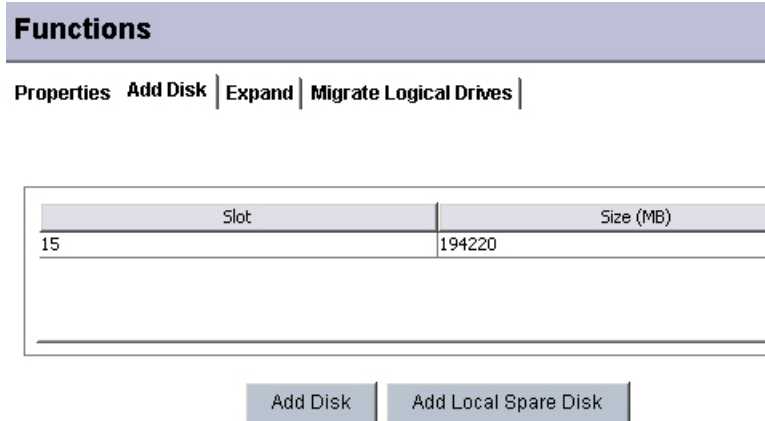 Functions
Properties Add Disk Expand Migrate Logical Drives
Slot Size (MB)
15 194220
Add Disk Add Local Spare Disk